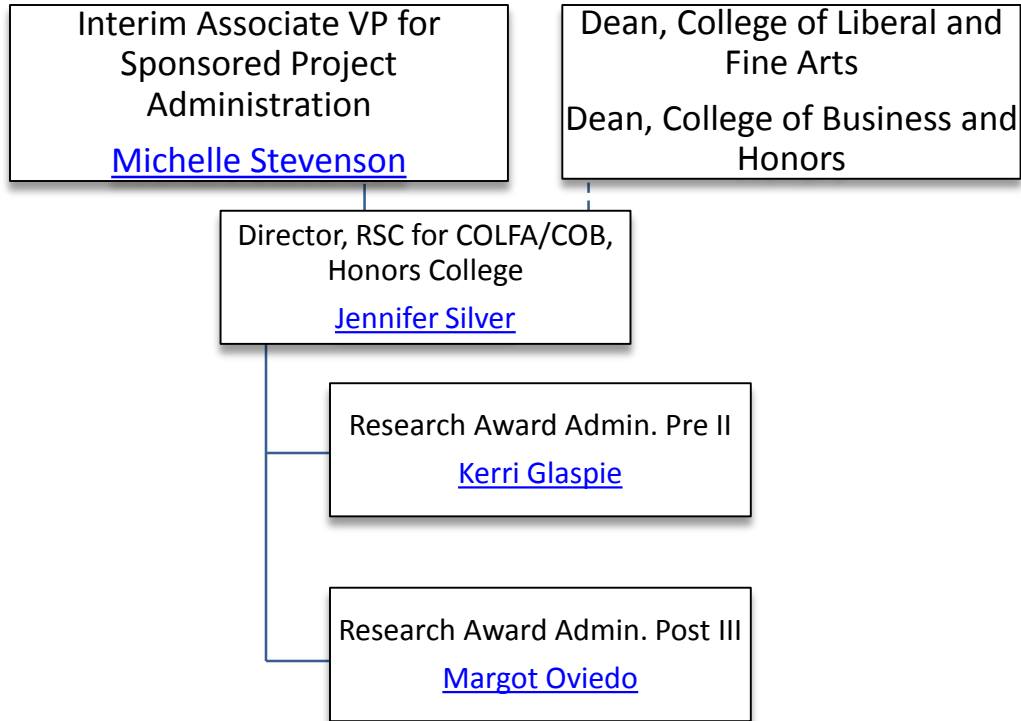 Interim Associate VP for
Sponsored Project
Administration
Michelle Stevenson
Dean, College of Liberal and
Fine Arts
Dean, College of Business and
Honors
Director, RSC for COLFA/COB,
Honors College
Jennifer Silver
Research Award Admin. Pre II
Kerri Glaspie
Research Award Admin. Post III
Margot Oviedo